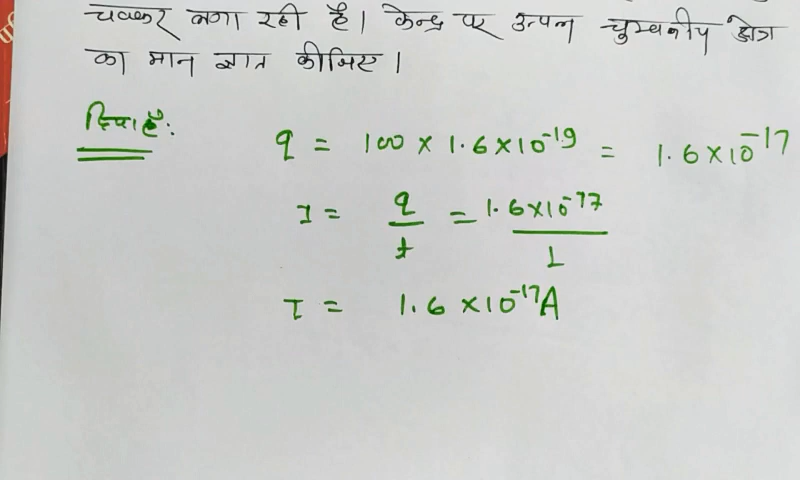 चक्कर लगा रही है। केन्द्र पर उत्पन्न चुम्बकीय क्षेत्र
का मान ज्ञात कीजिए।
दिया है:
q = 100 × 1.6×10⁻¹⁹ = 1.6×10⁻¹⁷
I = q/t = 1.6×10⁻¹⁷/1
I = 1.6×10⁻¹⁷A